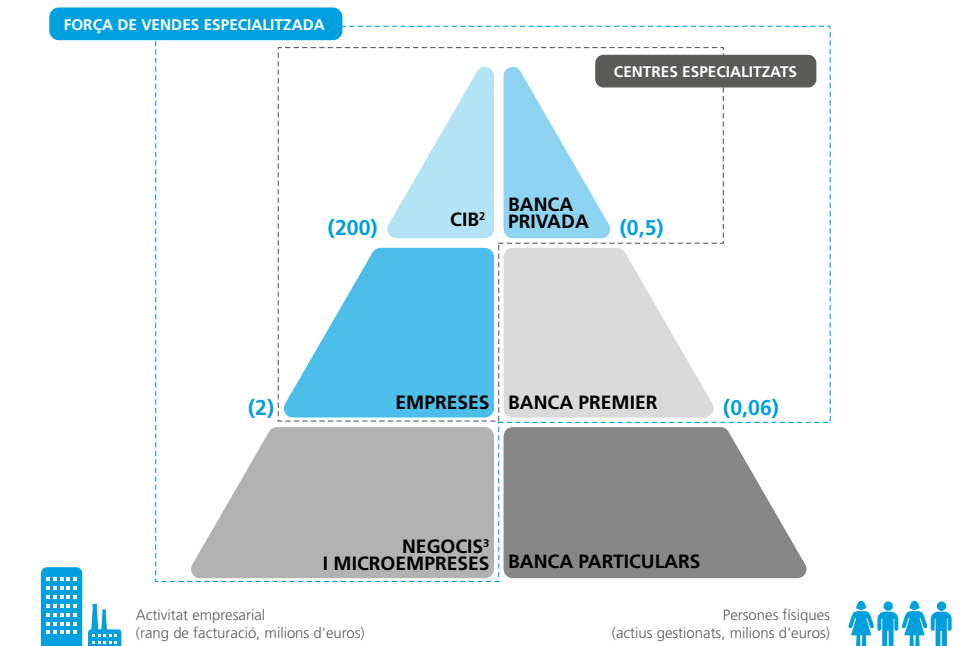 FORÇA DE VENDES ESPECIALITZADA
CENTRES ESPECIALITZATS
CIB²
BANCA
PRIVADA
(200)
(0,5)
EMPRESES
BANCA PREMIER
(2)
(0,06)
NEGOCIS³
I MICROEMPRESES
BANCA PARTICULARS
Activitat empresarial
(rang de facturació, milions d'euros)
Persones físiques
(actius gestionats, milions d'euros)